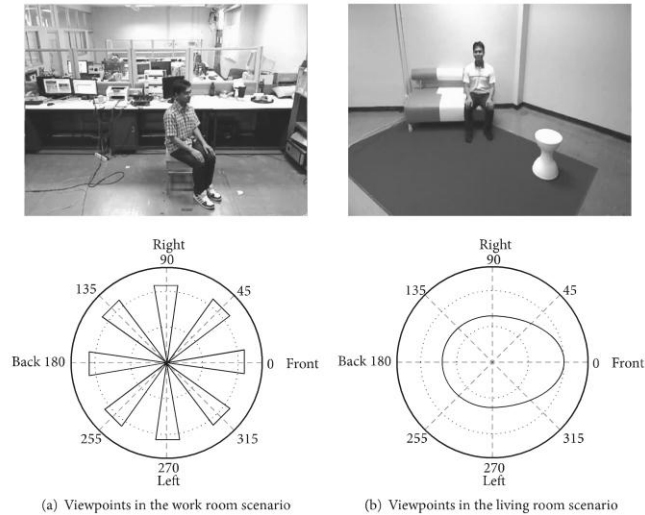 Right
90
135
45
Back 180
0 Front
255
315
270
Left
(a) Viewpoints in the work room scenario
Right
90
135
45
Back 180
0 Front
255
315
270
Left
(b) Viewpoints in the living room scenario